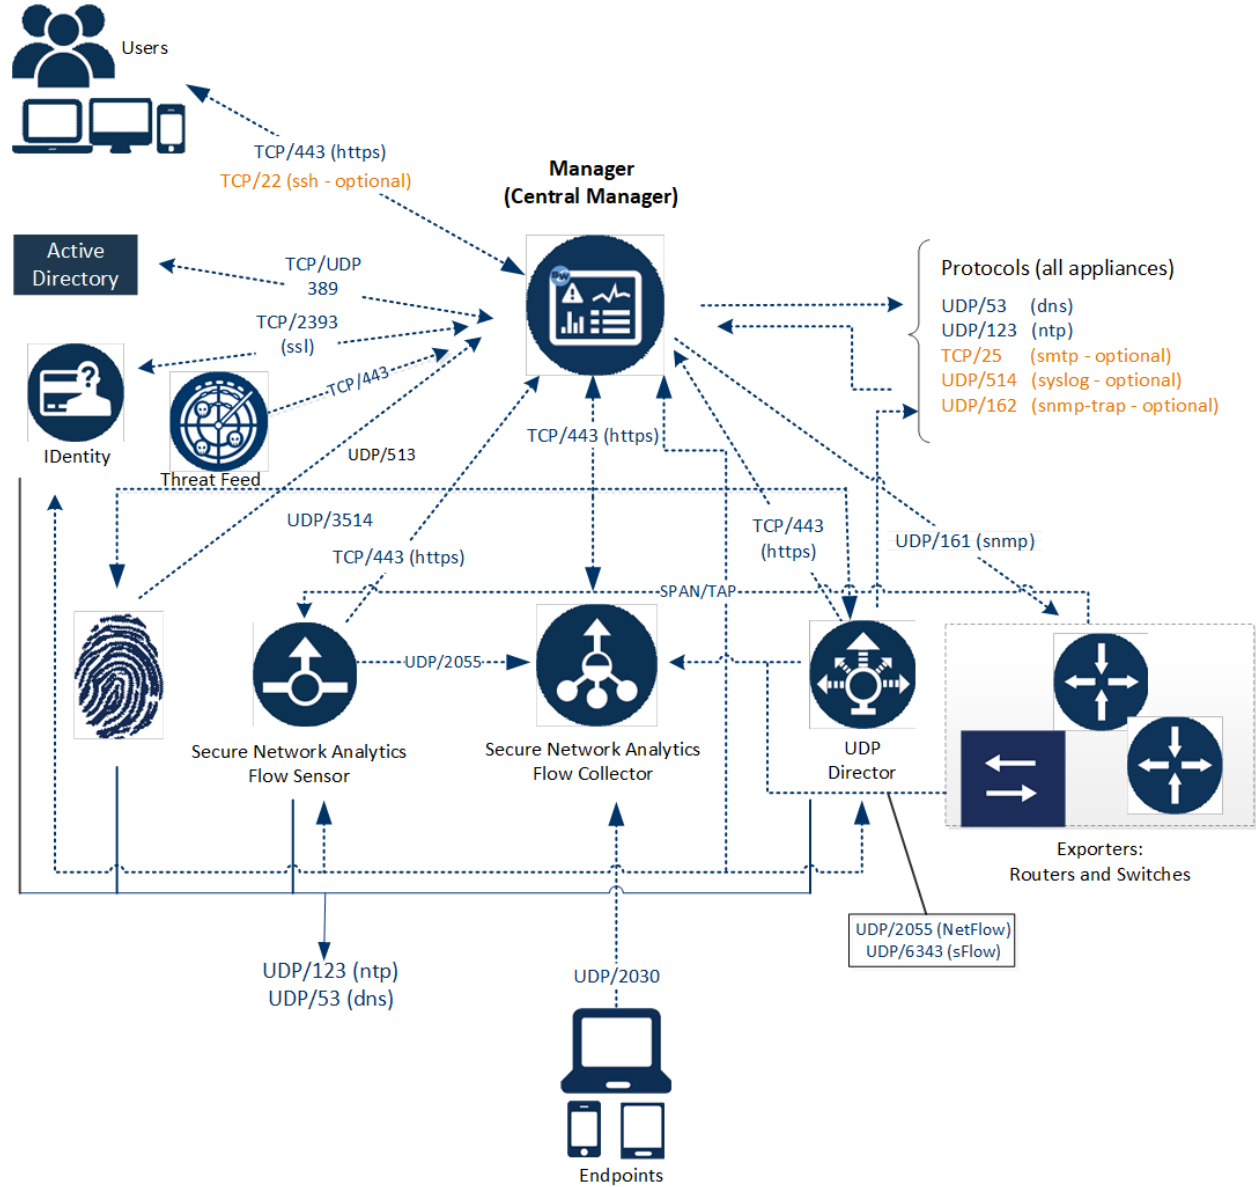 Users
TCP/443 (https)
TCP/22 (ssh - optional)
Manager
(Central Manager)
SW
Active
Directory
TCP/UDP
389
TCP/2393
(ssl)
TCP/443
IDentity
Threat Feed
UDP/513
TCP/443 (https)
Protocols (all appliances)
UDP/53 (dns)
UDP/123 (ntp)
TCP/25 (smtp - optional)
UDP/514 (syslog - optional)
UDP/162 (snmp-trap - optional)
UDP/3514
TCP/443 (https)
TCP/443
(https)
UDP/161 (snmp)
SPAN/TAP
UDP/2055
Secure Network Analytics
Flow Sensor
Secure Network Analytics
Flow Collector
UDP
Director
Exporters:
Routers and Switches
UDP/2055 (NetFlow)
UDP/6343 (sFlow)
UDP/123 (ntp)
UDP/53 (dns)
UDP/2030
Endpoints